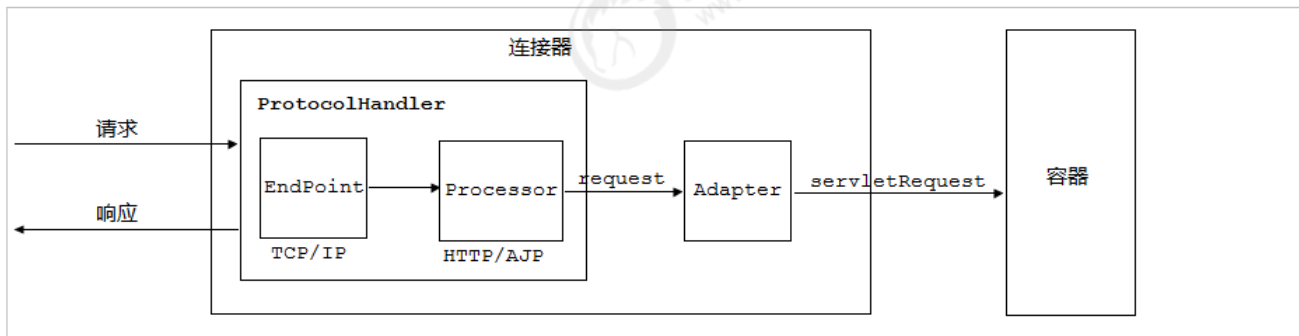 连接器
ProtocolHandler
请求
EndPoint
Processor
request
Adapter
servletRequest
容器
响应
TCP/IP
HTTP/AJP